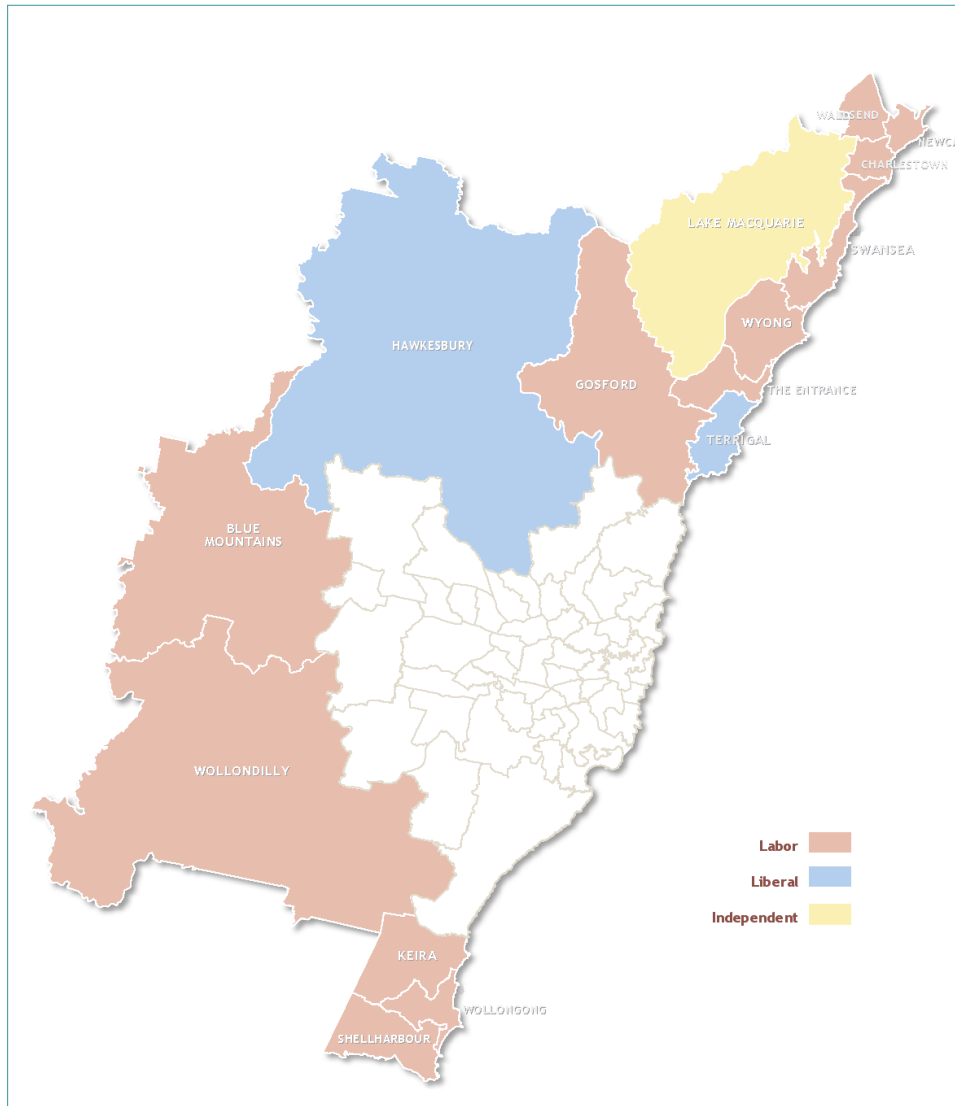 WALLSEND
NEWCA
CHARLESTOWN
LAKE MACQUARIE
SWANSEA
WYONG
HAWKESBURY
GOSFORD
THE ENTRANCE
TERRIGAL
BLUE
MOUNTAINS
WOLLONDILLY
Labor
Liberal
Independent
KEIRA
WOLLONGONG
SHELLHARBOUR